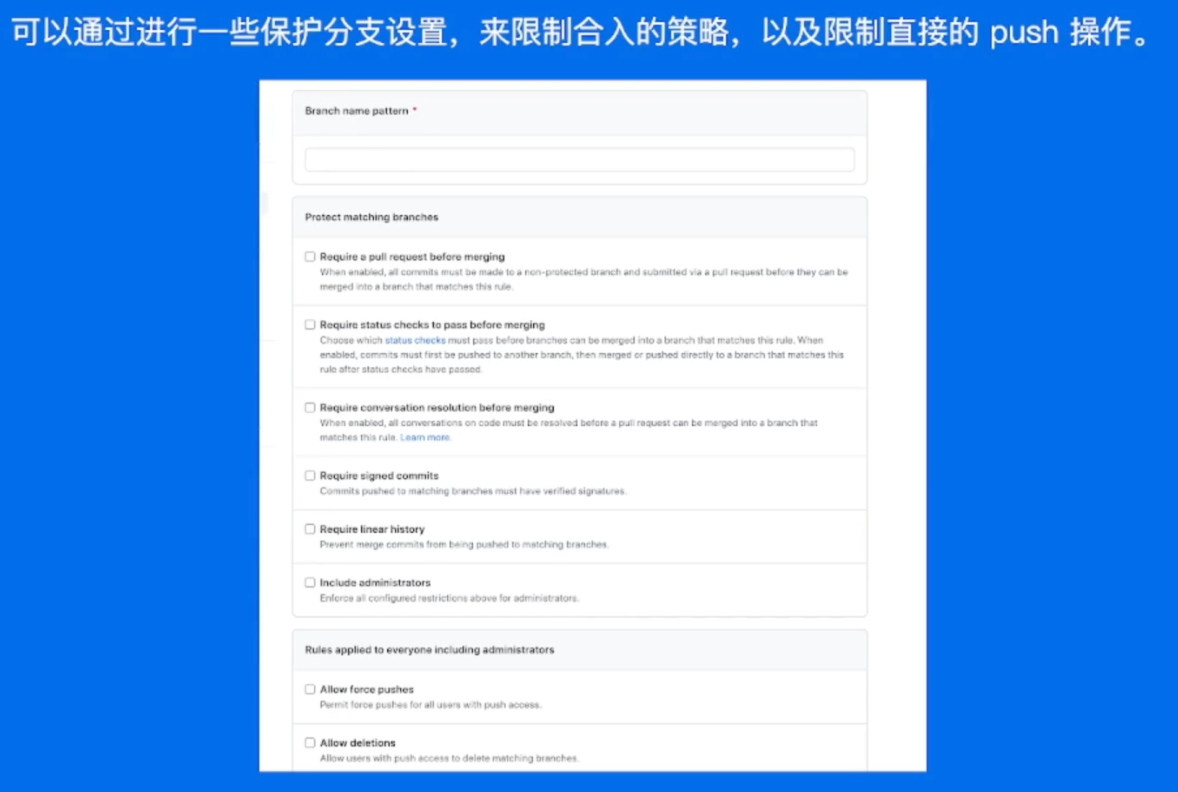 可以通过进行一些保护分支设置，来限制合入的策略，以及限制直接的 push 操作。
Branch name pattern *
Protect matching branches
Require a pull request before merging
When enabled, all commits must be made to a non-protected branch and submitted via a pull request before they can be
merged into a branch that matches this rule.
Require status checks to pass before merging
Choose which status checks must pass before branches can be merged into a branch that matches this rule. When
enabled, commits must first be pushed to another branch, then merged or pushed directly to a branch that matches this
rule after status checks have passed.
Require conversation resolution before merging
When enabled, all conversations on code must be resolved before a pull request can be merged into a branch that
matches this rule. Learn more.
Require signed commits
Commits pushed to matching branches must have verified signatures.
Require linear history
Prevent merge commits from being pushed to matching branches.
Include administrators
Enforce all configured restrictions above for administrators.
Rules applied to everyone including administrators
Allow force pushes
Permit force pushes for all users with push access.
Allow deletions
Allow users with push access to delete matching branches.